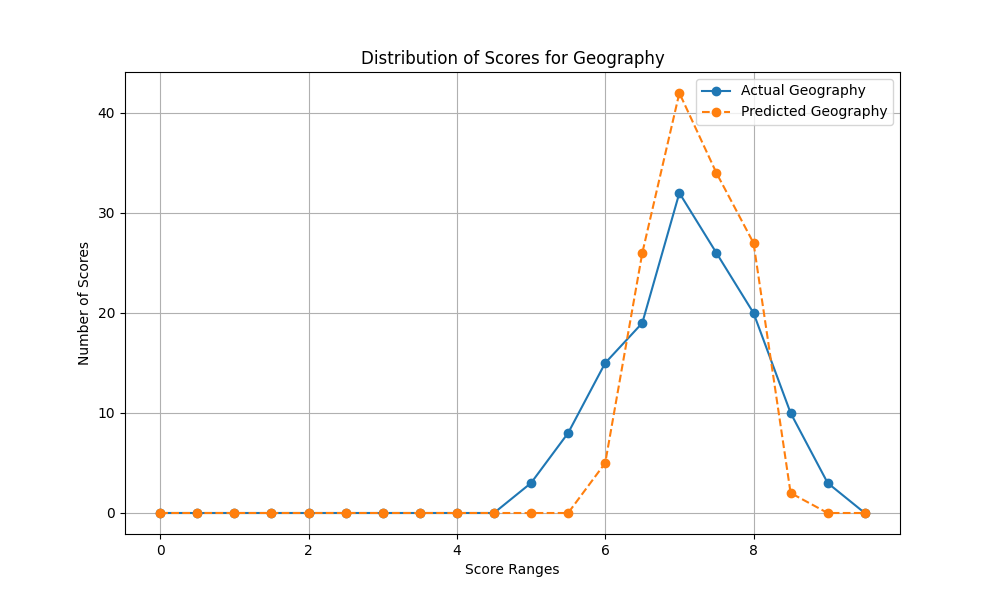 Distribution of Scores for Geography
Actual Geography
Predicted Geography
Number of Scores
40
30
20
10
0
0 2 4 6 8
Score Ranges